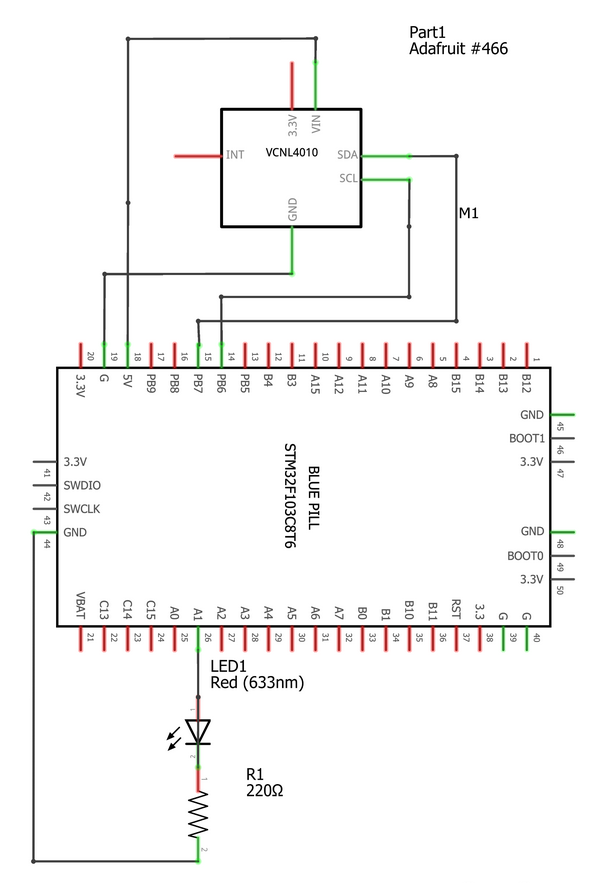 Part1
Adafruit #466
3.3V
VIN
VCNL4010
INT
SDA
SCL
GND
M1
20
19
18
17
16
15
14
13
12
11
10
9
8
7
6
5
4
3
2
1
3.3V
G
5V
PB9
PB8
PB7
PB6
PB5
B4
B3
A15
A12
A11
A10
A9
A8
B15
B14
B13
B12
GND
45
BOOT1
46
3.3V
47
3.3V
41
SWDIO
42
SWCLK
43
GND
44
BLUE PILL
STM32F103C8T6
GND
48
BOOT0
49
3.3V
50
VBAT
C13
C14
C15
A0
A1
A2
A3
A4
A5
A6
A7
B0
B1
B10
B11
RST
3.3
G
G
21
22
23
24
25
26
27
28
29
30
31
32
33
34
35
36
37
38
39
40
LED1
Red (633nm)
1
2
R1
220Ω
1
2